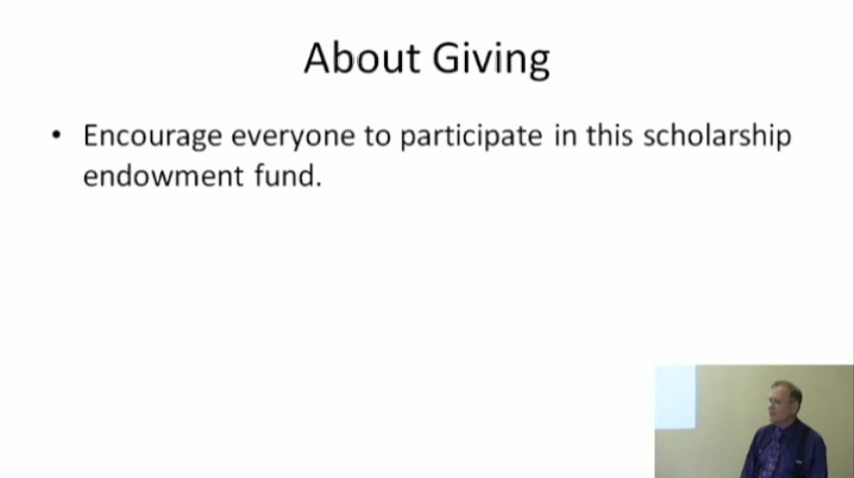 About Giving
• Encourage everyone to participate in this scholarship
endowment fund.